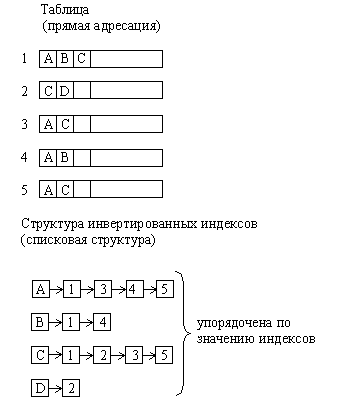 Таблица
(прямая адресация)
1 A B C
2 C D
3 A C
4 A B
5 A C
Структура инвертированных индексов
(списковая структура)
A 1 3 4 5
B 1 4
упорядочена по
значению индексов
C 1 2 3 5
D 2